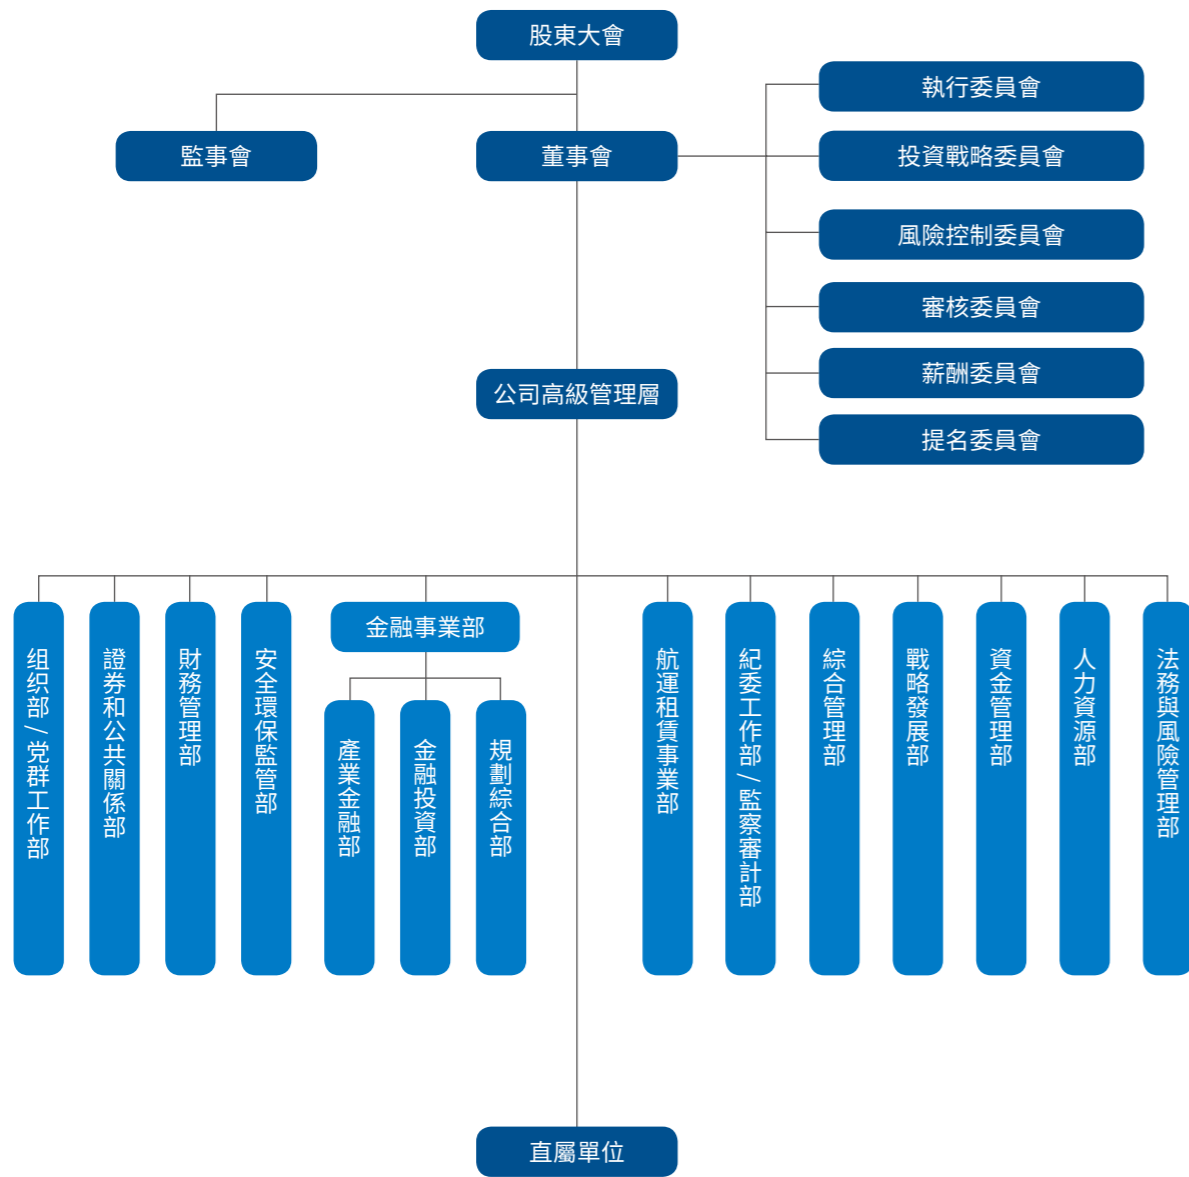 股東大會
監事會
董事會
執行委員會
投資戰略委員會
風險控制委員會
審核委員會
薪酬委員會
提名委員會
公司高級管理層
组织部 / 党群工作部
證券和公共關係部
財務管理部
安全環保監管部
金融事業部
產業金融部
金融投資部
規劃綜合部
航運租賃事業部
紀委工作部 / 監察審計部
綜合管理部
戰略發展部
資金管理部
人力資源部
法務與風險管理部
直屬單位